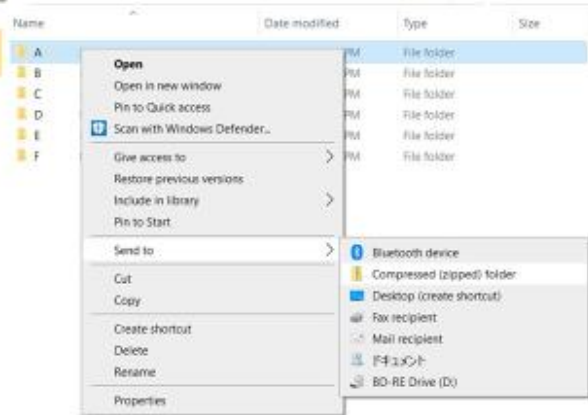 Name Date modified Type Size
A PM File folder
B PM File folder
C PM File folder
D PM File folder
E PM File folder
F PM File folder
Open
Open in new window
Pin to Quick access
Scan with Windows Defender...
Give access to
Restore previous versions
Include in library
Pin to Start
Send to
Cut
Copy
Create shortcut
Delete
Rename
Properties
Bluetooth device
Compressed (zipped) folder
Desktop (create shortcut)
Fax recipient
Mail recipient
ドキュメント
BD-RE Drive (D:)